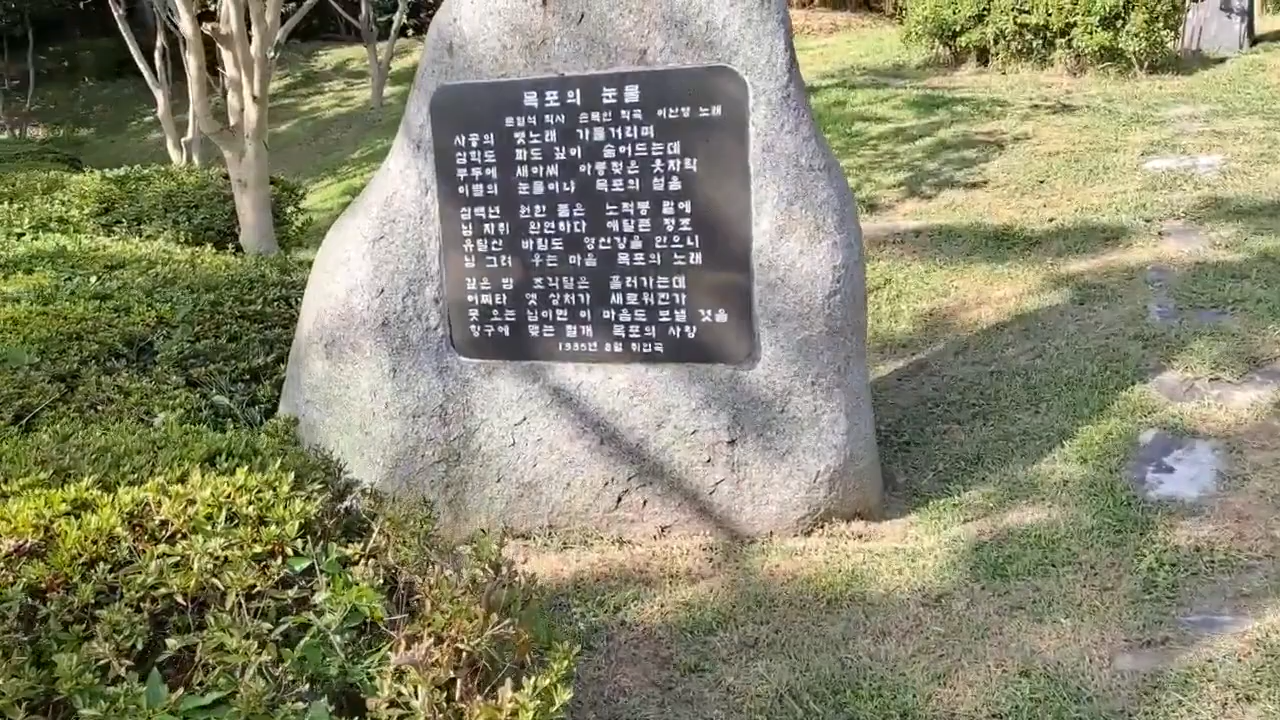 목포의 눈물
문일석 작사 손목인 작곡 이난영 노래
사공의 뱃노래 가물거리며
삼학도 파도 깊이 숨어드는데
부두에 새아씨 아롱젖은 옷자락
이별의 눈물이냐 목포의 설움
삼백년 원한 품은 노적봉 밑에
님 자취 완연하다 애달픈 정조
유달산 바람도 영산강을 안으니
님 그려 우는 마음 목포의 노래
깊은 밤 조각달은 흘러가는데
어찌타 옛 상처가 새로워진가
못 오는 님이면 이 마음도 보낼 것을
항구에 맺는 절개 목포의 사랑
1935년 8월 취입곡